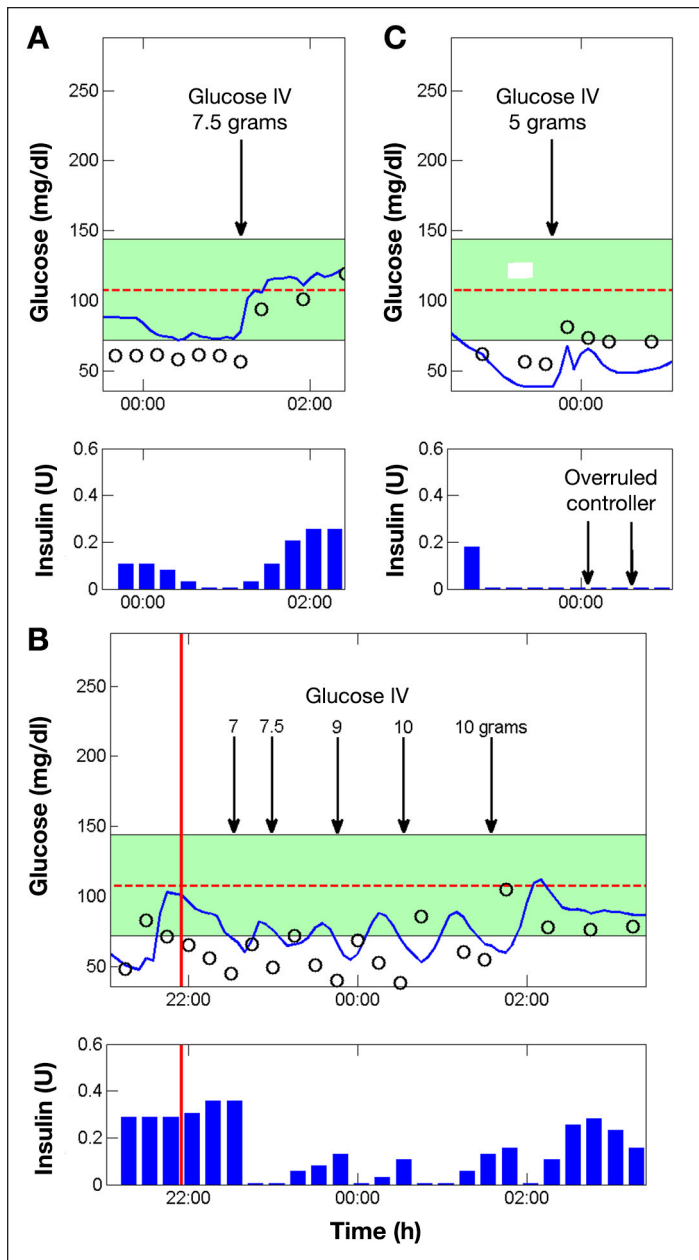 A
Glucose IV
7.5 grams
Glucose (mg/dl)
250
200
150
100
50
00:00
02:00
Insulin (U)
0.6
0.4
0.2
0
00:00
02:00
C
Glucose IV
5 grams
Glucose (mg/dl)
250
200
150
100
50
00:00
Insulin (U)
0.6
0.4
0.2
0
Overruled
controller
00:00
B
Glucose IV
7 7.5 9 10 10 grams
Glucose (mg/dl)
250
200
150
100
50
22:00
00:00
02:00
Insulin (U)
0.6
0.4
0.2
0
22:00
00:00
02:00
Time (h)